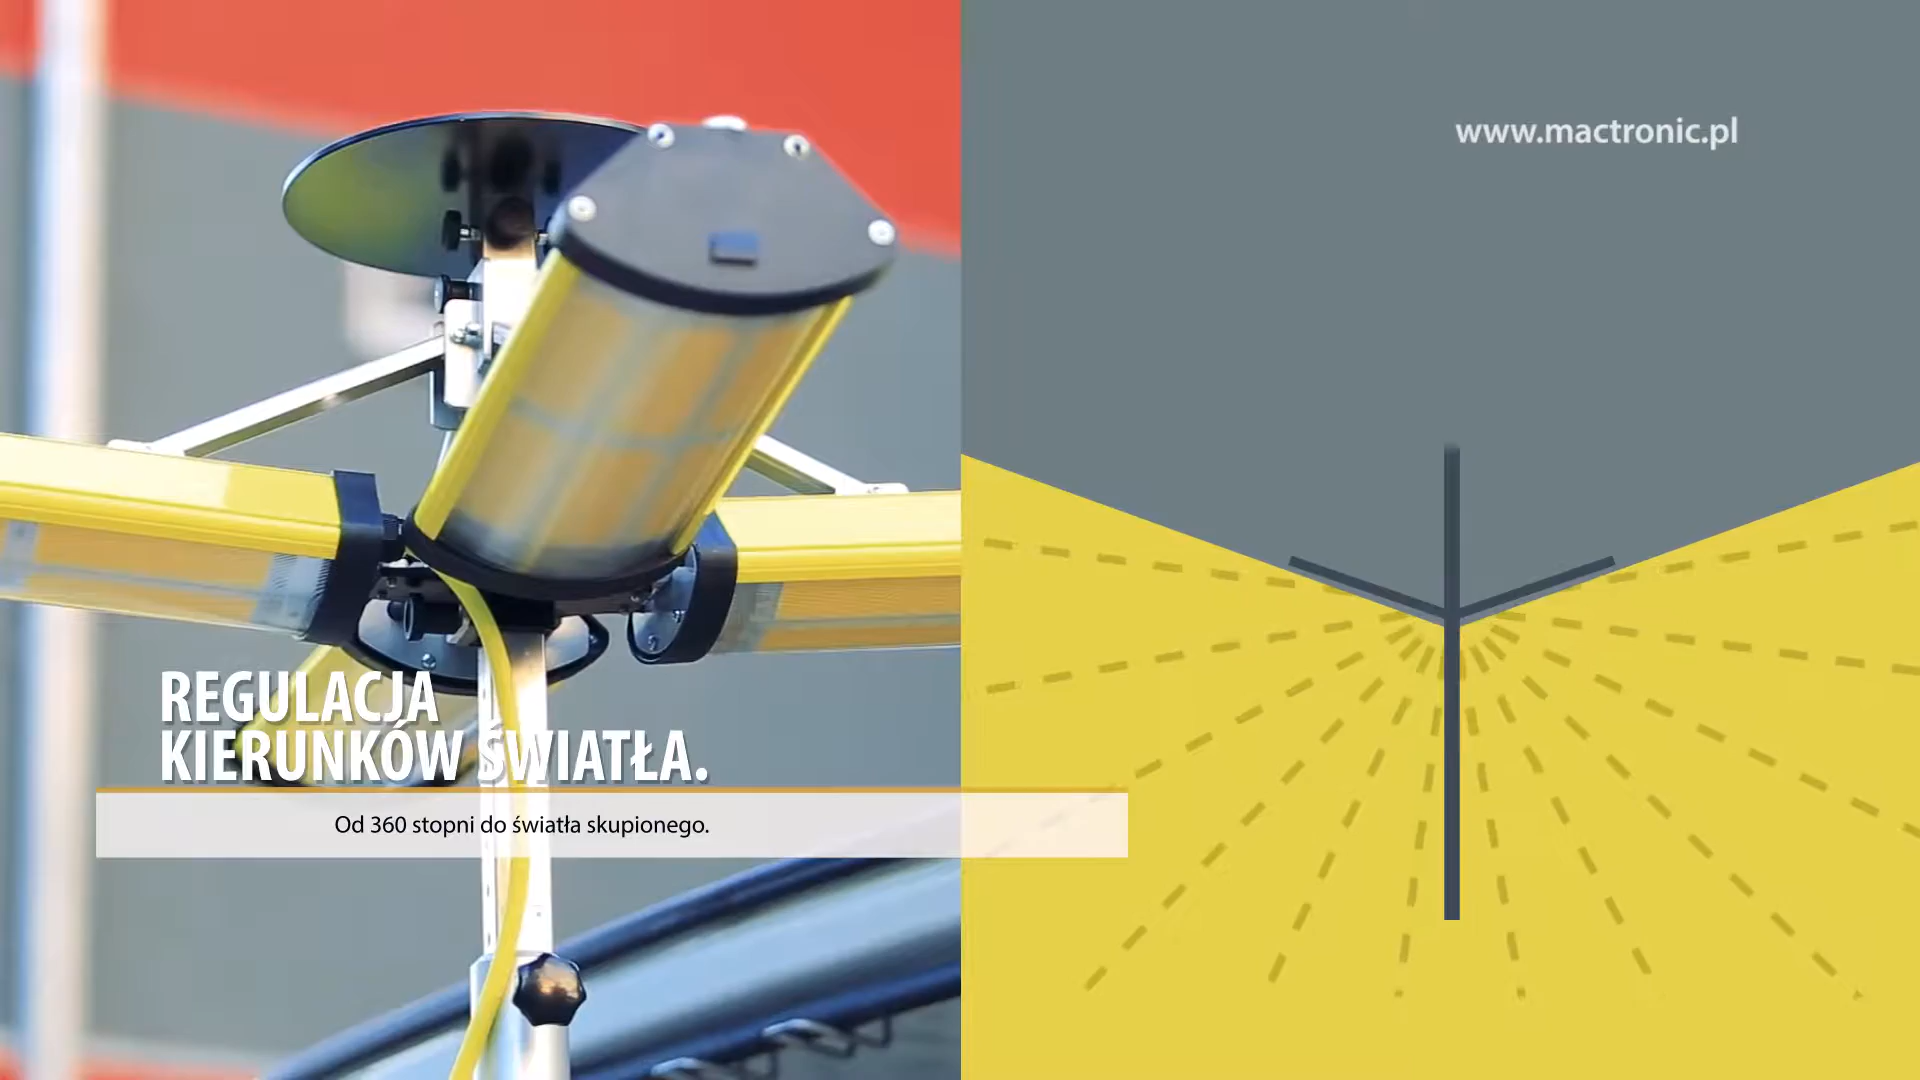 www.mactronic.pl
REGULACJA
KIERUNKÓW ŚWIATŁA.
Od 360 stopni do światła skupionego.